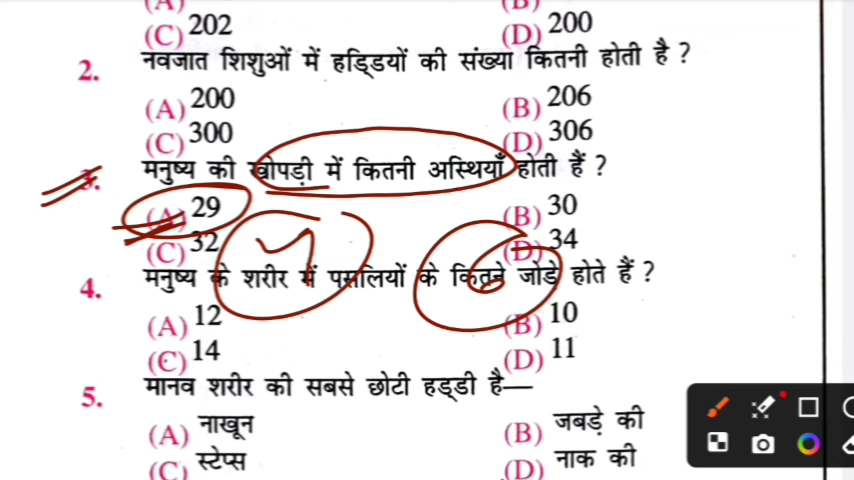 (A) (B)
(C) 202 (D) 200
2. नवजात शिशुओं में हड्डियों की संख्या कितनी होती है ?
(A) 200 (B) 206
(C) 300 (D) 306
3. मनुष्य की खोपड़ी में कितनी अस्थियाँ होती हैं ?
(A) 29 (B) 30
(C) 32 (D) 34
4. मनुष्य के शरीर में पसलियों के कितने जोड़े होते हैं ?
(A) 12 (B) 10
(C) 14 (D) 11
5. मानव शरीर की सबसे छोटी हड्डी है—
(A) नाखून (B) जबड़े की
(C) स्टेप्स (D) नाक की